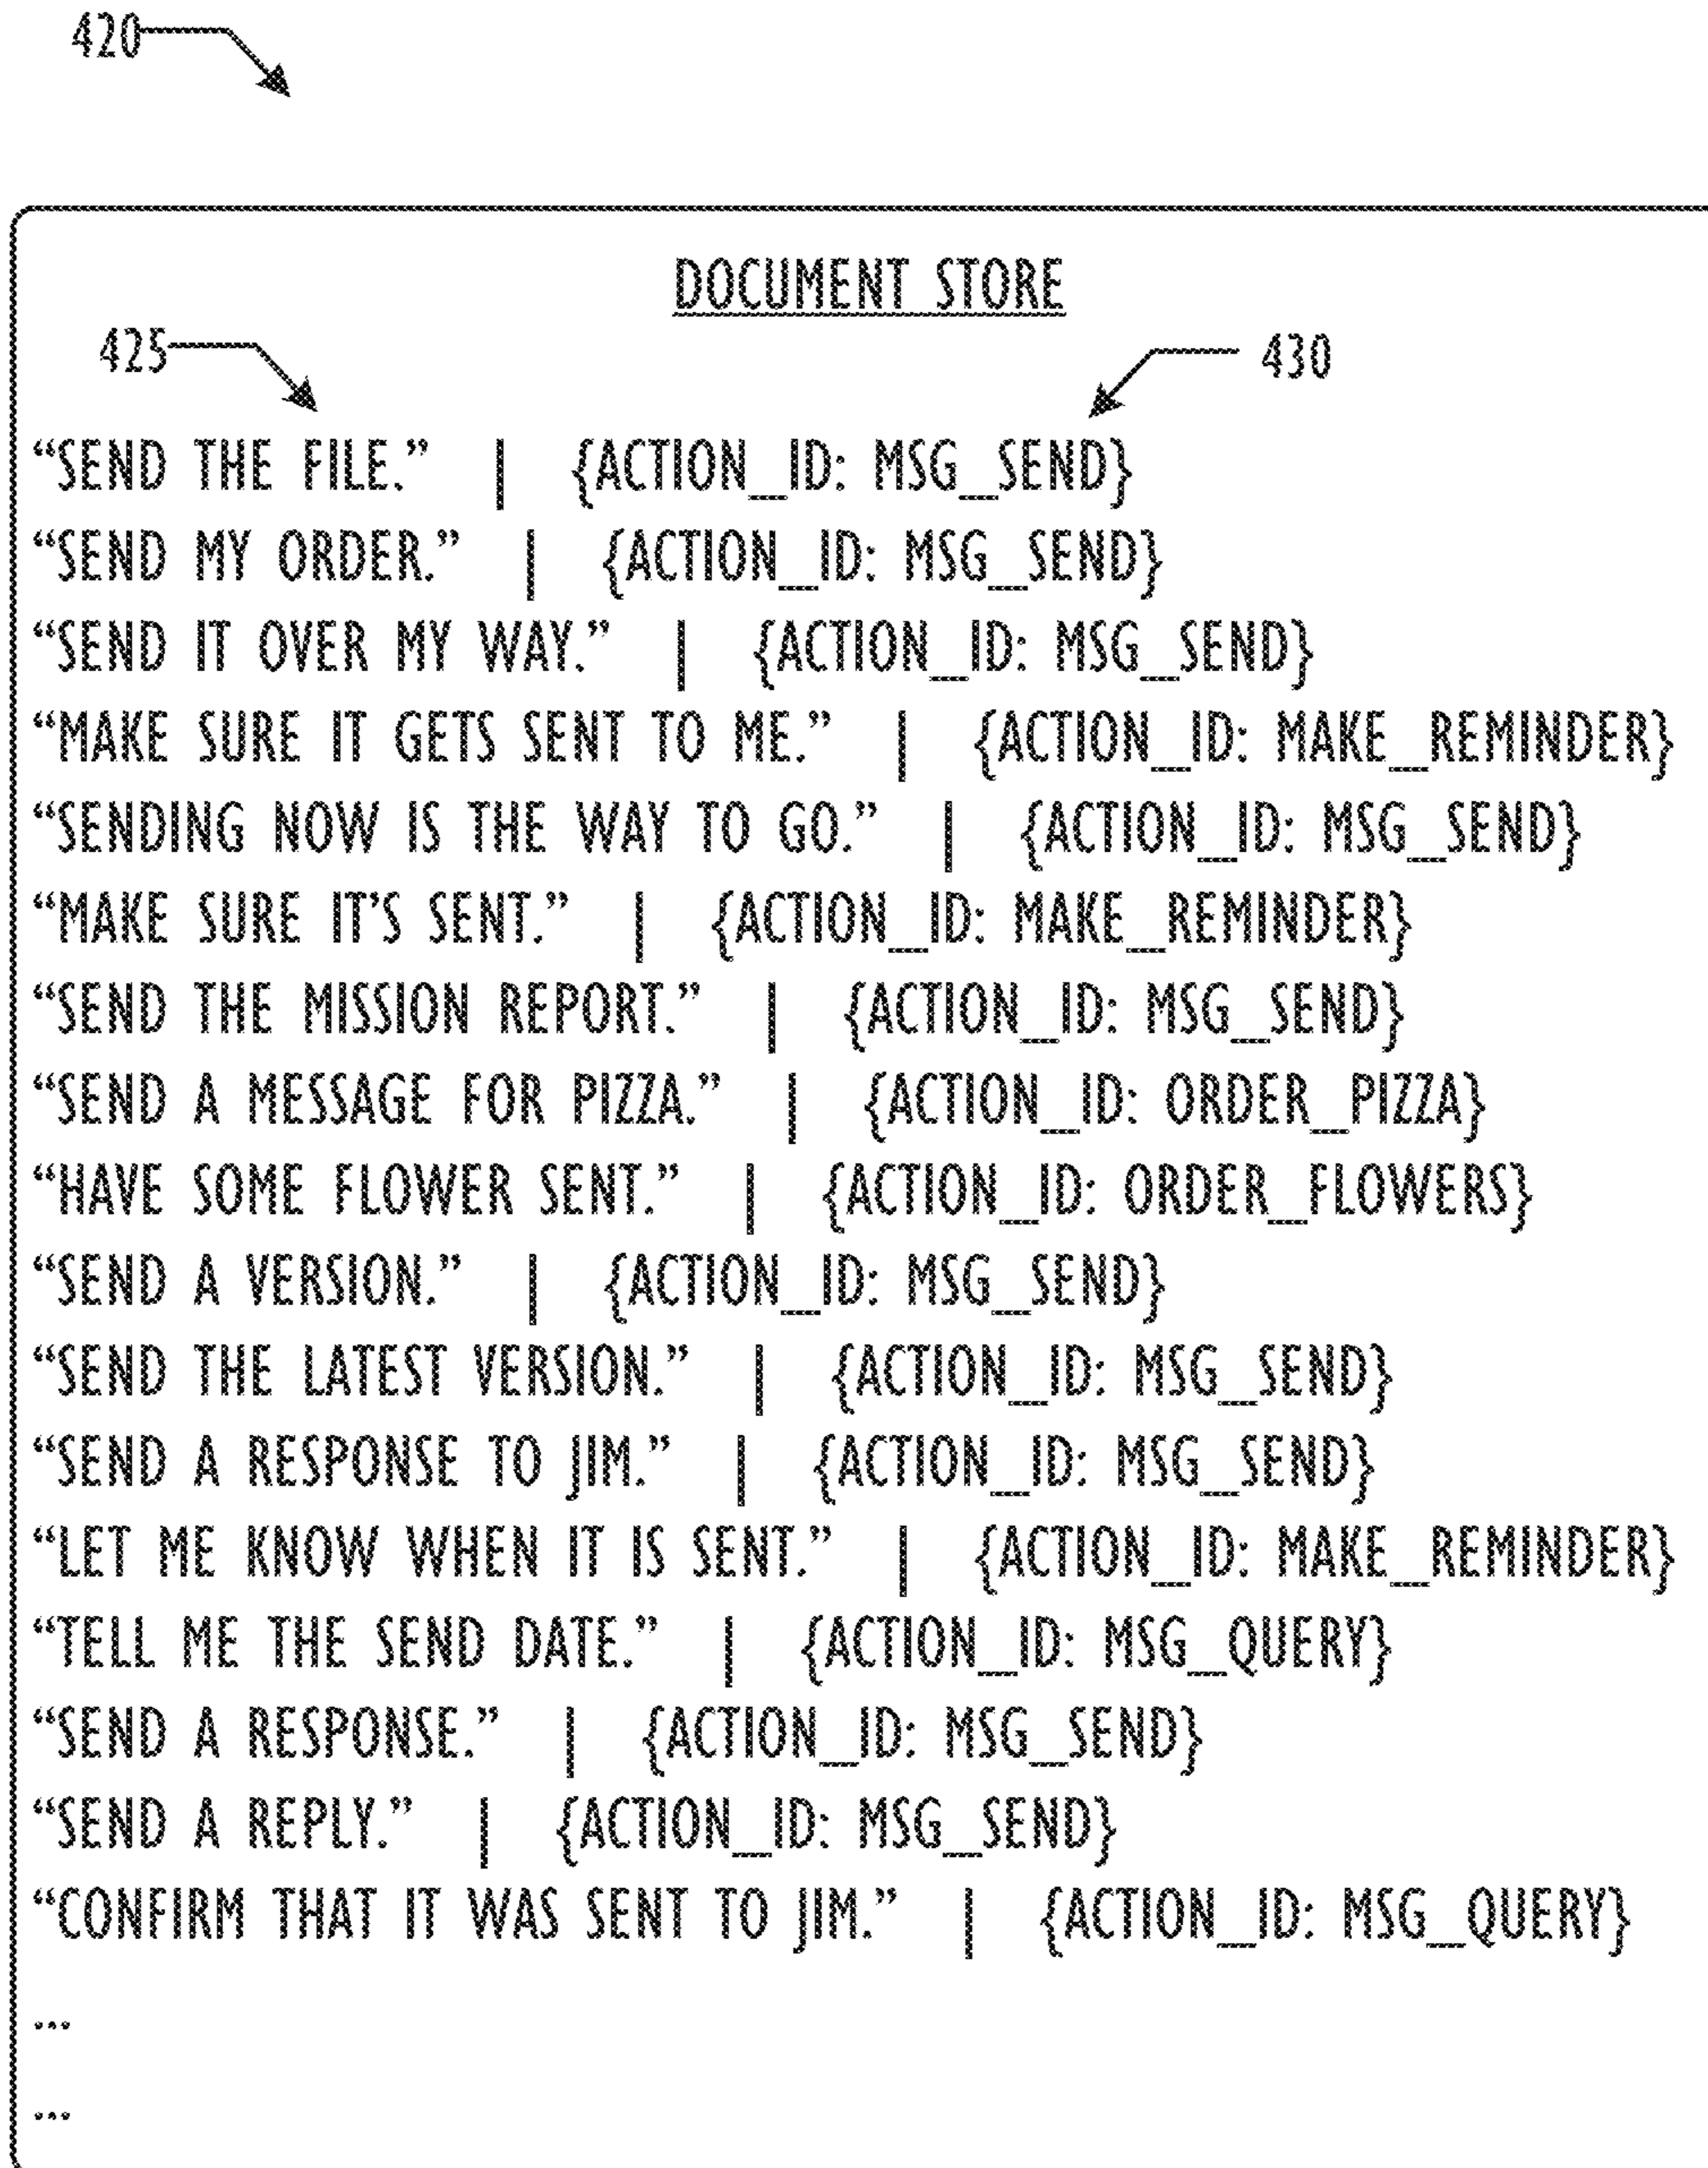 420
DOCUMENT STORE
425 430
“SEND THE FILE.” | {ACTION_ID: MSG_SEND}
“SEND MY ORDER.” | {ACTION_ID: MSG_SEND}
“SEND IT OVER MY WAY.” | {ACTION_ID: MSG_SEND}
“MAKE SURE IT GETS SENT TO ME.” | {ACTION_ID: MAKE_REMINDER}
“SENDING NOW IS THE WAY TO GO.” | {ACTION_ID: MSG_SEND}
“MAKE SURE IT’S SENT.” | {ACTION_ID: MAKE_REMINDER}
“SEND THE MISSION REPORT.” | {ACTION_ID: MSG_SEND}
“SEND A MESSAGE FOR PIZZA.” | {ACTION_ID: ORDER_PIZZA}
“HAVE SOME FLOWER SENT.” | {ACTION_ID: ORDER_FLOWERS}
“SEND A VERSION.” | {ACTION_ID: MSG_SEND}
“SEND THE LATEST VERSION.” | {ACTION_ID: MSG_SEND}
“SEND A RESPONSE TO JIM.” | {ACTION_ID: MSG_SEND}
“LET ME KNOW WHEN IT IS SENT.” | {ACTION_ID: MAKE_REMINDER}
“TELL ME THE SEND DATE.” | {ACTION_ID: MSG_QUERY}
“SEND A RESPONSE.” | {ACTION_ID: MSG_SEND}
“SEND A REPLY.” | {ACTION_ID: MSG_SEND}
“CONFIRM THAT IT WAS SENT TO JIM.” | {ACTION_ID: MSG_QUERY}
...
...